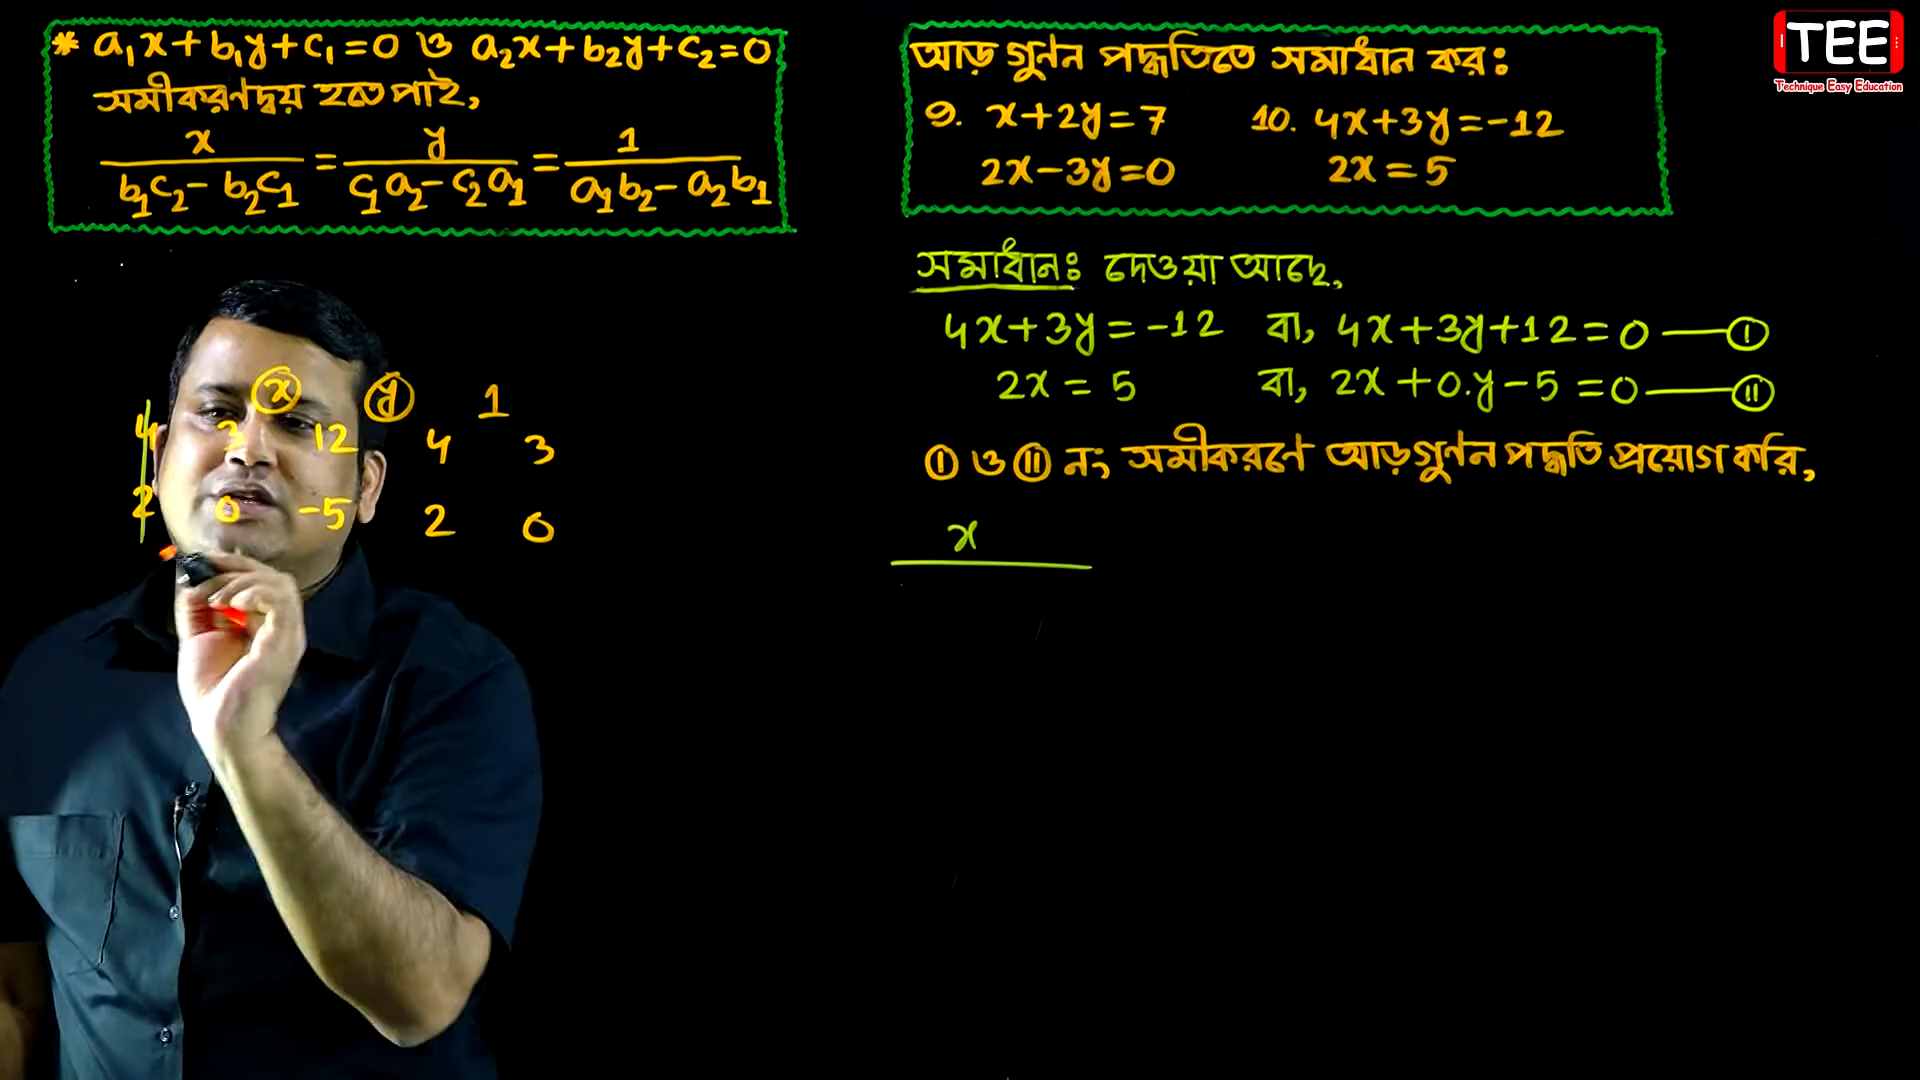 * a₁x+b₁y+c₁=0 ও a₂x+b₂y+c₂=0
সমীকরণদ্বয় হতে পাই,
x/(b₁c₂-b₂c₁) = y/(c₁a₂-c₂a₁) = 1/(a₁b₂-a₂b₁)
আড় গুণন পদ্ধতিতে সমাধান কর:
9. x+2y=7
2x-3y=0
10. 4x+3y=-12
2x=5
TEE
Technique Easy Education
সমাধান: দেওয়া আছে,
4x+3y=-12 বা, 4x+3y+12=0 — (i)
2x = 5 বা, 2x+0.y-5=0 — (ii)
(i) ও (ii) নং সমীকরণে আড়গুণন পদ্ধতি প্রয়োগ করি,
x
x y 1
4 3 12 4 3
2 0 -5 2 0